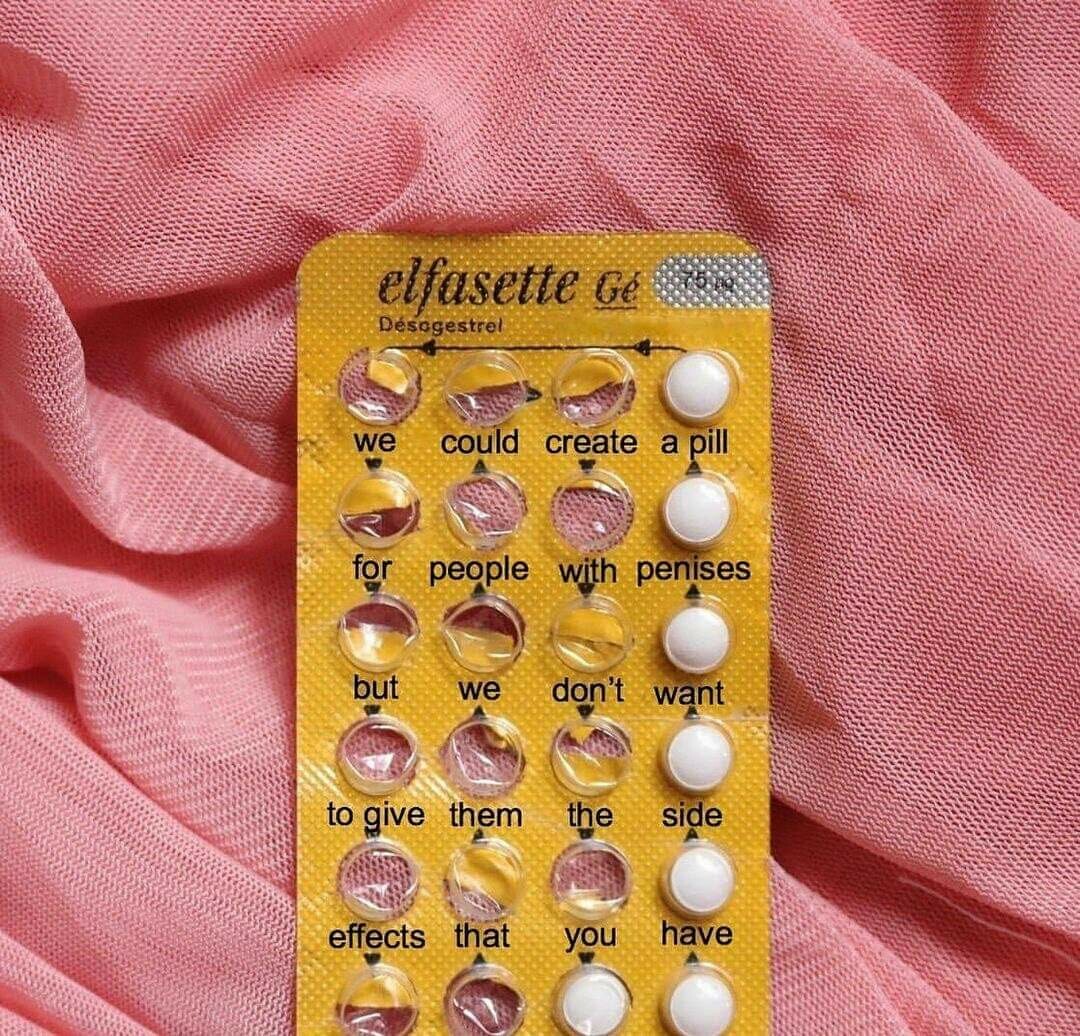 elfasette Gé 75 µg
Désogestrel
we could create a pill
for people with penises
but we don't want
to give them the side
effects that you have